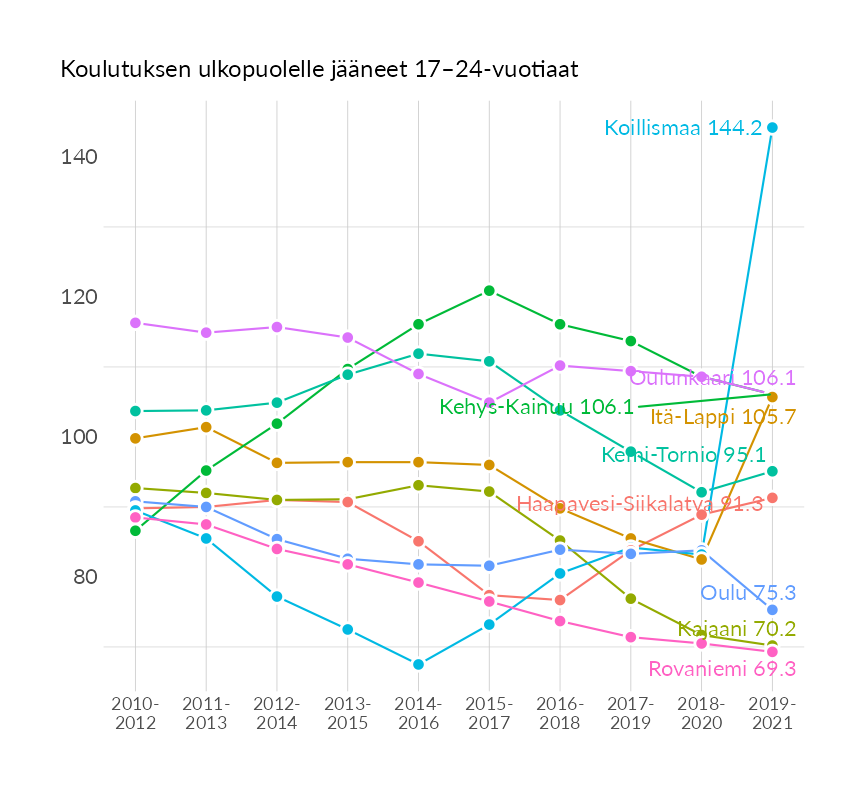 Koulutuksen ulkopuolelle jääneet 17–24-vuotiaat
Koillismaa 144.2
140
120
Oulunkaari 106.1
Kehys-Kainuu 106.1
Itä-Lappi 105.7
100
Kemi-Tornio 95.1
Haapavesi-Siikalatva 91.3
80
Oulu 75.3
Kajaani 70.2
Rovaniemi 69.3
2010- 2011- 2012- 2013- 2014- 2015- 2016- 2017- 2018- 2019-
2012 2013 2014 2015 2016 2017 2018 2019 2020 2021